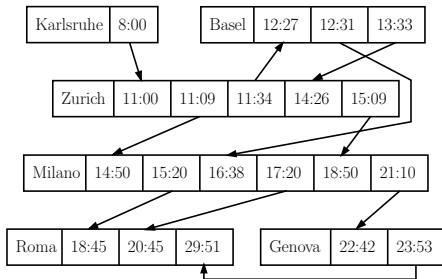 Karlsruhe 8:00 Basel 12:27 12:31 13:33
Zurich 11:00 11:09 11:34 14:26 15:09
Milano 14:50 15:20 16:38 17:20 18:50 21:10
Roma 18:45 20:45 29:51 Genova 22:42 23:53